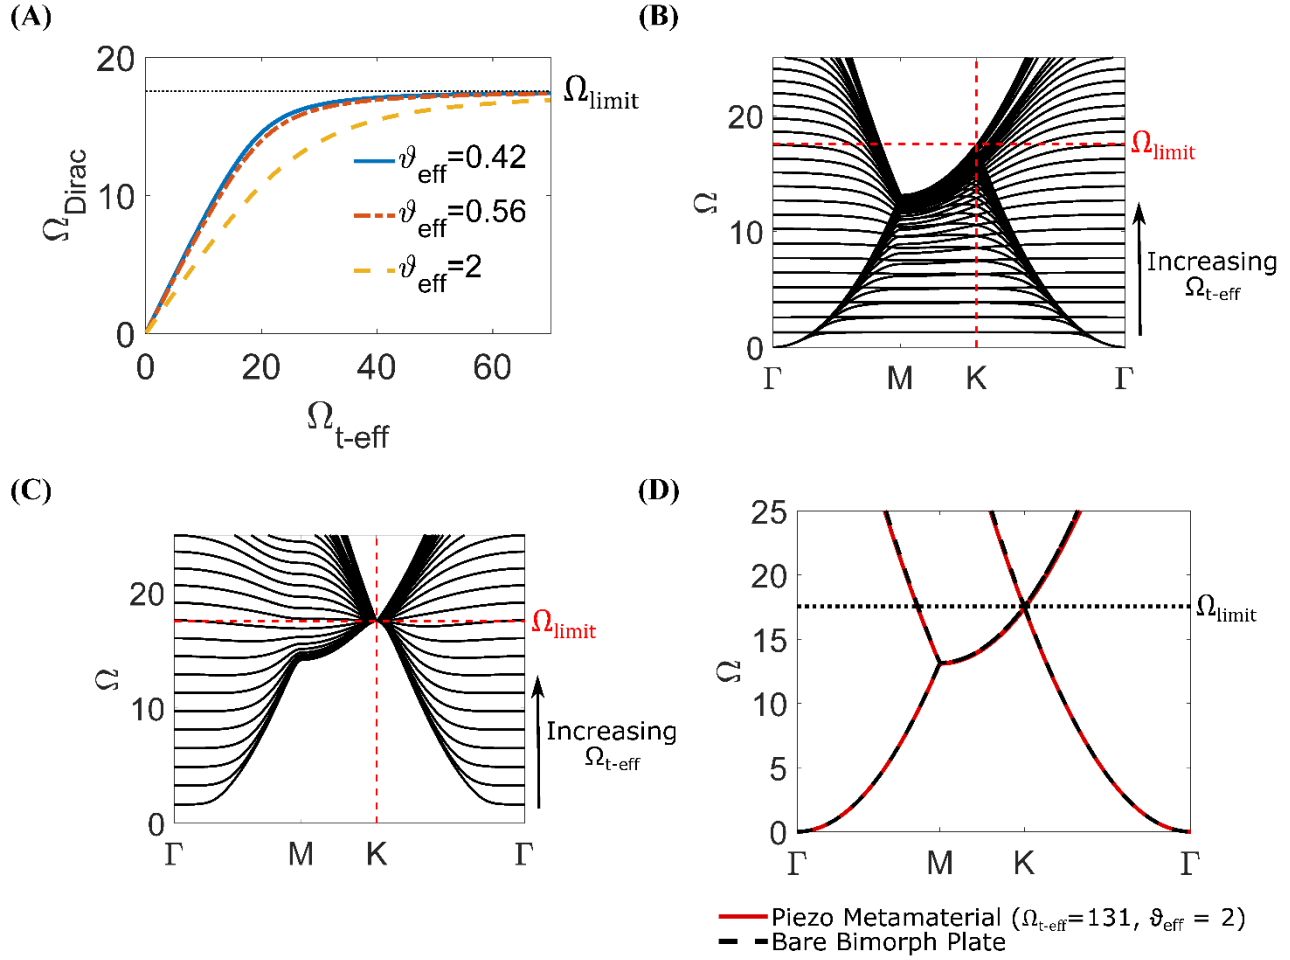 (A)
20
10
0
Ω_Dirac
0 20 40 60
Ω_t-eff
Ω_limit
ϑ_eff=0.42
ϑ_eff=0.56
ϑ_eff=2
(B)
20
10
0
Ω
Γ M K Γ
Ω_limit
Increasing
Ω_t-eff
(C)
20
10
0
Ω
Γ M K Γ
Ω_limit
Increasing
Ω_t-eff
(D)
25
20
15
10
5
0
Ω
Γ M K Γ
Ω_limit
Piezo Metamaterial (Ω_t-eff=131, ϑ_eff = 2)
Bare Bimorph Plate